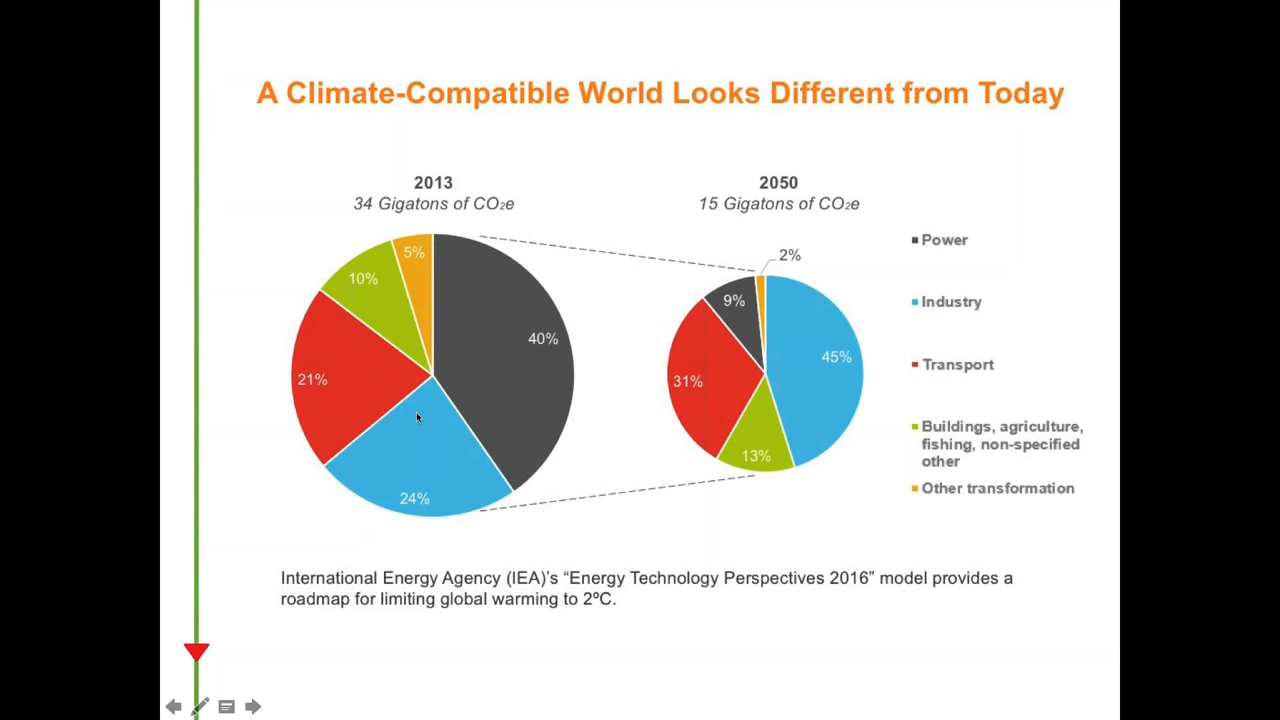 A Climate-Compatible World Looks Different from Today
2013
34 Gigatons of CO₂e
2050
15 Gigatons of CO₂e
5%
10%
40%
21%
24%
2%
9%
45%
31%
13%
Power
Industry
Transport
Buildings, agriculture,
fishing, non-specified
other
Other transformation
International Energy Agency (IEA)’s “Energy Technology Perspectives 2016” model provides a
roadmap for limiting global warming to 2ºC.